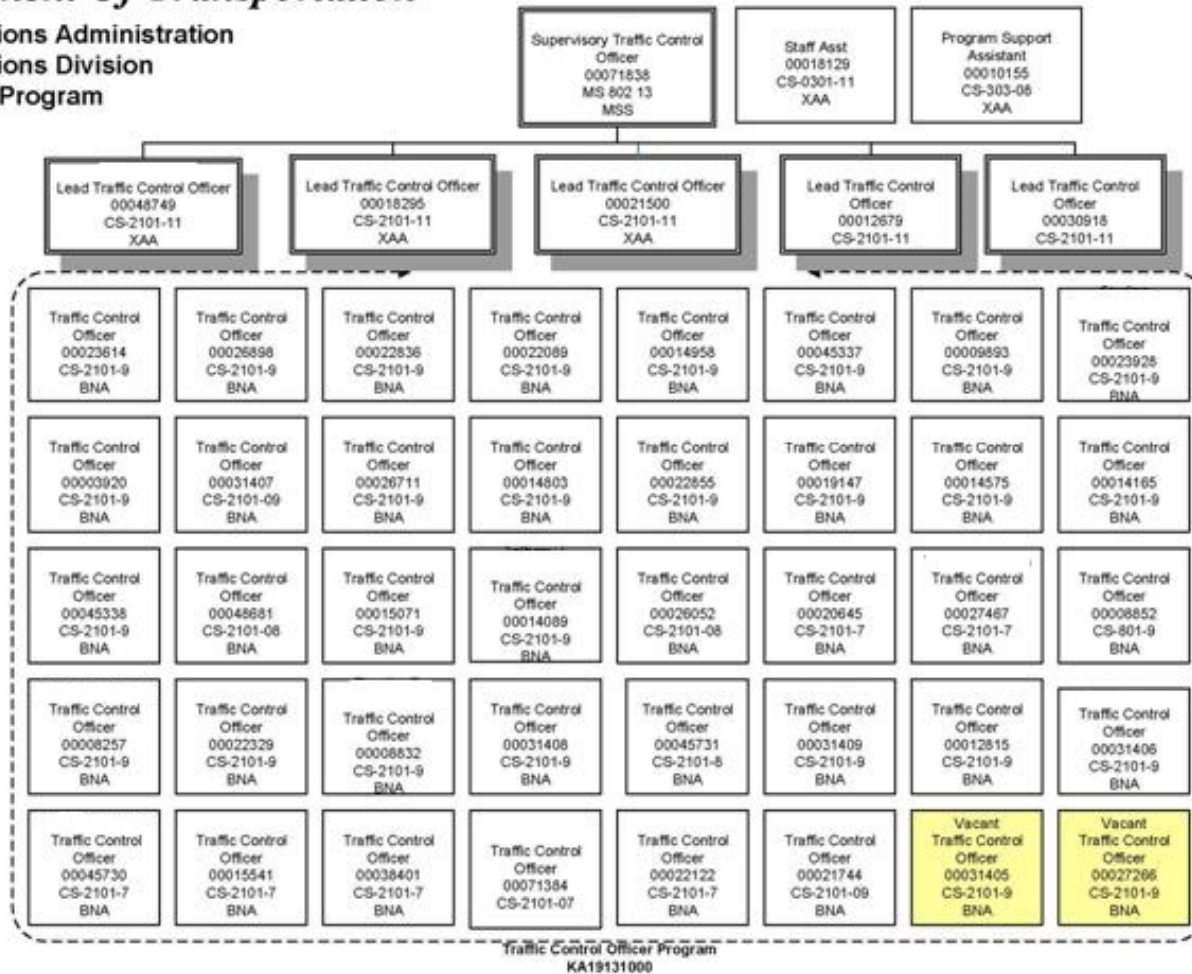 ions Administration
ions Division
Program
Supervisory Traffic Control
Officer
00071838
MS 802 13
MSS
Staff Asst
00018129
CS-0301-11
XAA
Program Support
Assistant
00010155
CS-303-08
XAA
Lead Traffic Control Officer
00048749
CS-2101-11
XAA
Lead Traffic Control Officer
00018295
CS-2101-11
XAA
Lead Traffic Control Officer
00021500
CS-2101-11
XAA
Lead Traffic Control
Officer
00012679
CS-2101-11
Lead Traffic Control
Officer
00030918
CS-2101-11
Traffic Control
Officer
00023614
CS-2101-9
BNA
Traffic Control
Officer
00026898
CS-2101-9
BNA
Traffic Control
Officer
00022836
CS-2101-9
BNA
Traffic Control
Officer
00022089
CS-2101-9
BNA
Traffic Control
Officer
00014958
CS-2101-9
BNA
Traffic Control
Officer
00045337
CS-2101-9
BNA
Traffic Control
Officer
00009893
CS-2101-9
BNA
Traffic Control
Officer
00023928
CS-2101-9
BNA
Traffic Control
Officer
00003920
CS-2101-9
BNA
Traffic Control
Officer
00031407
CS-2101-09
BNA
Traffic Control
Officer
00026711
CS-2101-9
BNA
Traffic Control
Officer
00014803
CS-2101-9
BNA
Traffic Control
Officer
00022855
CS-2101-9
BNA
Traffic Control
Officer
00019147
CS-2101-9
BNA
Traffic Control
Officer
00014575
CS-2101-9
BNA
Traffic Control
Officer
00014165
CS-2101-9
BNA
Traffic Control
Officer
00045338
CS-2101-9
BNA
Traffic Control
Officer
00048681
CS-2101-08
BNA
Traffic Control
Officer
00015071
CS-2101-9
BNA
Traffic Control
Officer
00014089
CS-2101-9
BNA
Traffic Control
Officer
00026052
CS-2101-08
BNA
Traffic Control
Officer
00020645
CS-2101-7
BNA
Traffic Control
Officer
00027467
CS-2101-7
BNA
Traffic Control
Officer
00008852
CS-801-9
BNA
Traffic Control
Officer
00008257
CS-2101-9
BNA
Traffic Control
Officer
00022329
CS-2101-9
BNA
Traffic Control
Officer
00008832
CS-2101-9
BNA
Traffic Control
Officer
00031408
CS-2101-9
BNA
Traffic Control
Officer
00045731
CS-2101-8
BNA
Traffic Control
Officer
00031409
CS-2101-9
BNA
Traffic Control
Officer
00012815
CS-2101-9
BNA
Traffic Control
Officer
00031406
CS-2101-9
BNA
Traffic Control
Officer
00045730
CS-2101-7
BNA
Traffic Control
Officer
00015541
CS-2101-7
BNA
Traffic Control
Officer
00038401
CS-2101-7
BNA
Traffic Control
Officer
00071384
CS-2101-07
Traffic Control
Officer
00022122
CS-2101-7
BNA
Traffic Control
Officer
00021744
CS-2101-09
BNA
Vacant
Traffic Control
Officer
00031405
CS-2101-9
BNA
Vacant
Traffic Control
Officer
00027266
CS-2101-9
BNA
Traffic Control Officer Program
KA19131000